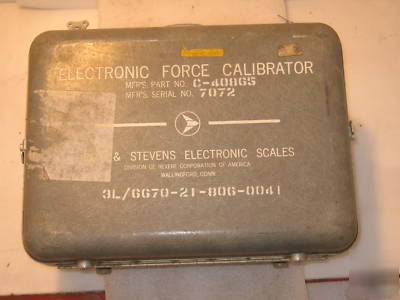 ELECTRONIC FORCE CALIBRATOR
MFR'S. PART NO. C-40865
MFR'S. SERIAL NO. 7072
& STEVENS ELECTRONIC SCALES
DIVISION OF REVERE CORPORATION OF AMERICA
WALLINGFORD, CONN.
3L/6670-21-806-0041